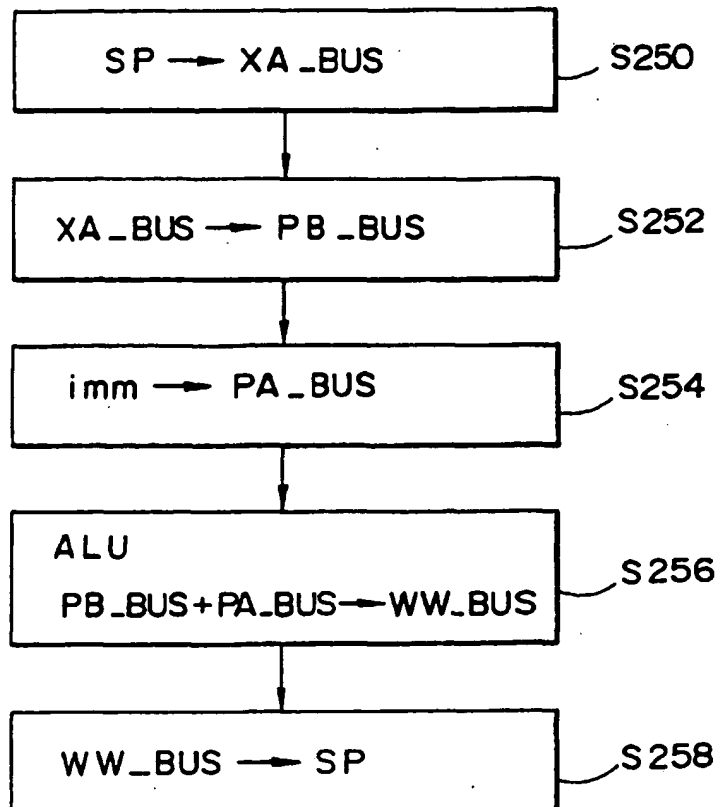 SP → XA_BUS
S250
XA_BUS → PB_BUS
S252
imm → PA_BUS
S254
ALU
PB_BUS+PA_BUS→WW_BUS
S256
WW_BUS → SP
S258